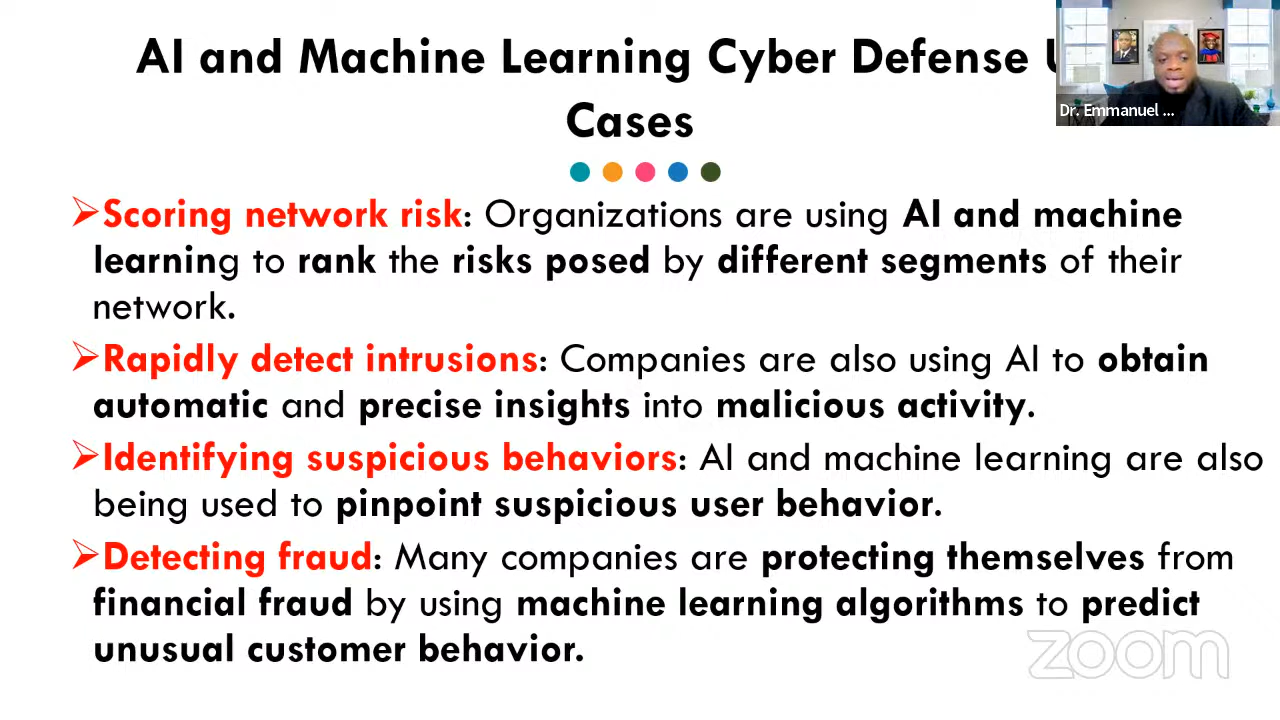 AI and Machine Learning Cyber Defense U
Cases
Dr. Emmanuel ...
➢Scoring network risk: Organizations are using AI and machine
learning to rank the risks posed by different segments of their
network.
➢Rapidly detect intrusions: Companies are also using AI to obtain
automatic and precise insights into malicious activity.
➢Identifying suspicious behaviors: AI and machine learning are also
being used to pinpoint suspicious user behavior.
➢Detecting fraud: Many companies are protecting themselves from
financial fraud by using machine learning algorithms to predict
unusual customer behavior.
zoom